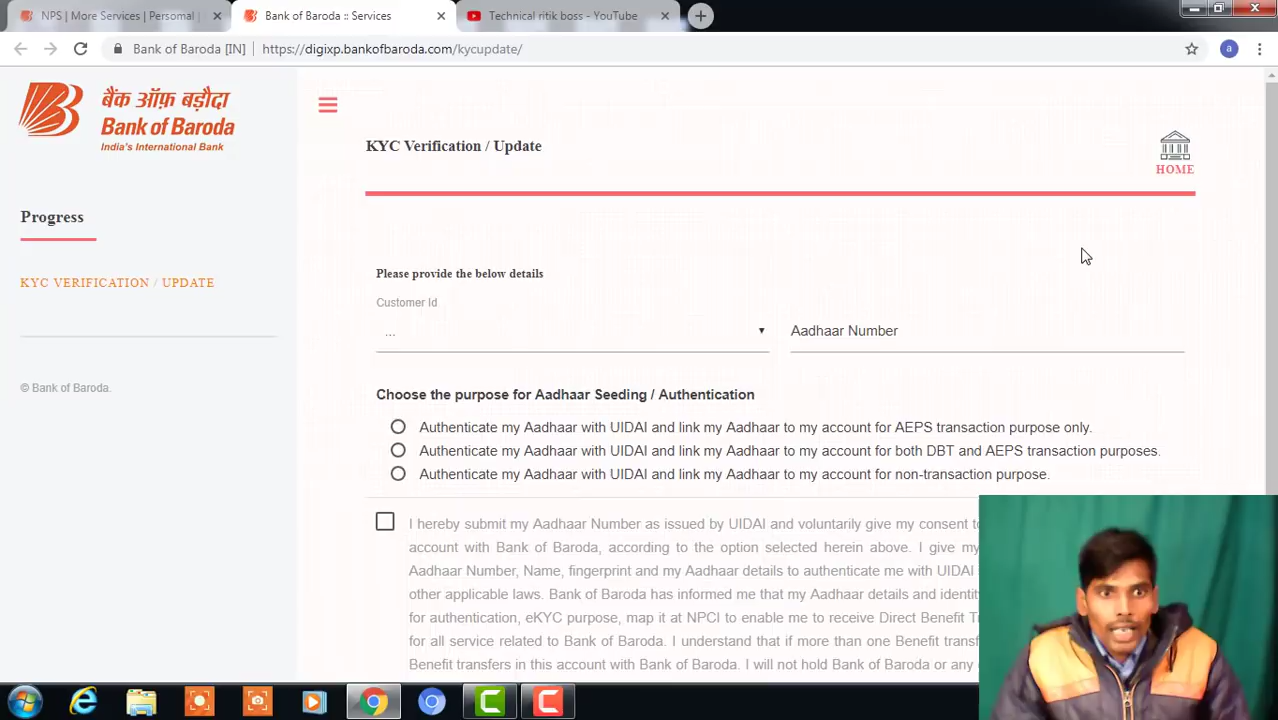 NPS | More Services | Personal
Bank of Baroda :: Services
Technical ritik boss - YouTube
Bank of Baroda [IN] | https://digixp.bankofbaroda.com/kycupdate/
a
बैंक ऑफ़ बड़ौदा
Bank of Baroda
India's International Bank
KYC Verification / Update
HOME
Progress
KYC VERIFICATION / UPDATE
© Bank of Baroda.
Please provide the below details
Customer Id
...
Aadhaar Number
Choose the purpose for Aadhaar Seeding / Authentication
Authenticate my Aadhaar with UIDAI and link my Aadhaar to my account for AEPS transaction purpose only.
Authenticate my Aadhaar with UIDAI and link my Aadhaar to my account for both DBT and AEPS transaction purposes.
Authenticate my Aadhaar with UIDAI and link my Aadhaar to my account for non-transaction purpose.
I hereby submit my Aadhaar Number as issued by UIDAI and voluntarily give my consent to
account with Bank of Baroda, according to the option selected herein above. I give my
Aadhaar Number, Name, fingerprint and my Aadhaar details to authenticate me with UIDAI
other applicable laws. Bank of Baroda has informed me that my Aadhaar details and identit
for authentication, eKYC purpose, map it at NPCI to enable me to receive Direct Benefit T
for all service related to Bank of Baroda. I understand that if more than one Benefit transf
Benefit transfers in this account with Bank of Baroda. I will not hold Bank of Baroda or any